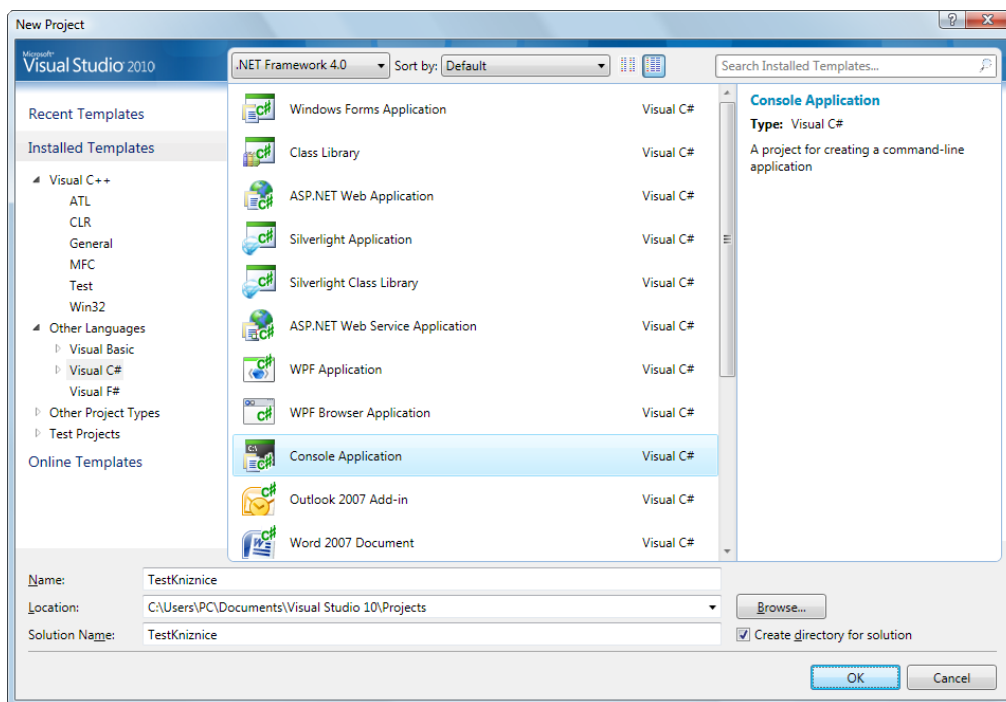 New Project
Microsoft
Visual Studio 2010
.NET Framework 4.0 Sort by: Default Search Installed Templates...
Recent Templates
Installed Templates
Visual C++
ATL
CLR
General
MFC
Test
Win32
Other Languages
Visual Basic
Visual C#
Visual F#
Other Project Types
Test Projects
Online Templates
Windows Forms Application Visual C#
Class Library Visual C#
ASP.NET Web Application Visual C#
Silverlight Application Visual C#
Silverlight Class Library Visual C#
ASP.NET Web Service Application Visual C#
WPF Application Visual C#
WPF Browser Application Visual C#
Console Application Visual C#
Outlook 2007 Add-in Visual C#
Word 2007 Document Visual C#
Console Application
Type: Visual C#
A project for creating a command-line
application
Name: TestKniznice
Location: C:\Users\PC\Documents\Visual Studio 10\Projects Browse...
Solution Name: TestKniznice Create directory for solution
OK Cancel